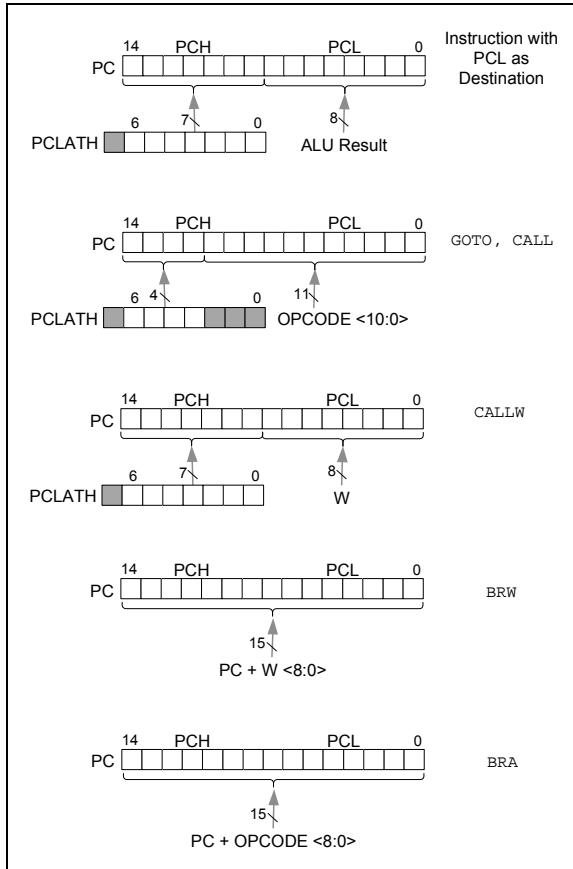 14 PCH PCL 0
PC
Instruction with
PCL as
Destination
6 7 0 8
PCLATH
ALU Result
14 PCH PCL 0
PC
GOTO, CALL
6 4 0 11
PCLATH
OPCODE <10:0>
14 PCH PCL 0
PC
CALLW
6 7 0 8
PCLATH
W
14 PCH PCL 0
PC
BRW
15
PC + W <8:0>
14 PCH PCL 0
PC
BRA
15
PC + OPCODE <8:0>